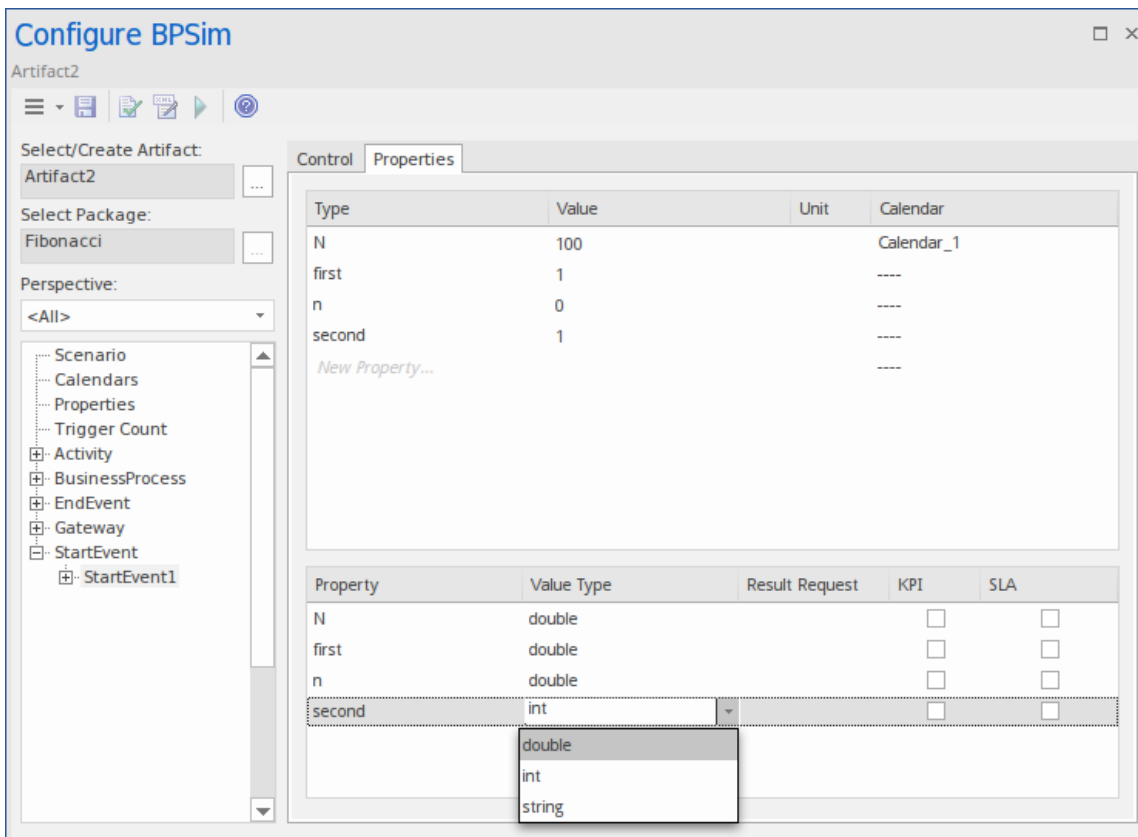 Configure BPSim
Artifact2
Select/Create Artifact:
Artifact2
...
Select Package:
Fibonacci
...
Perspective:
<All>
Scenario
Calendars
Properties
Trigger Count
Activity
BusinessProcess
EndEvent
Gateway
StartEvent
StartEvent1
Control Properties
Type Value Unit Calendar
N 100 Calendar_1
first 1 ----
n 0 ----
second 1 ----
New Property... ----
Property Value Type Result Request KPI SLA
N double
first double
n double
second int
double
int
string